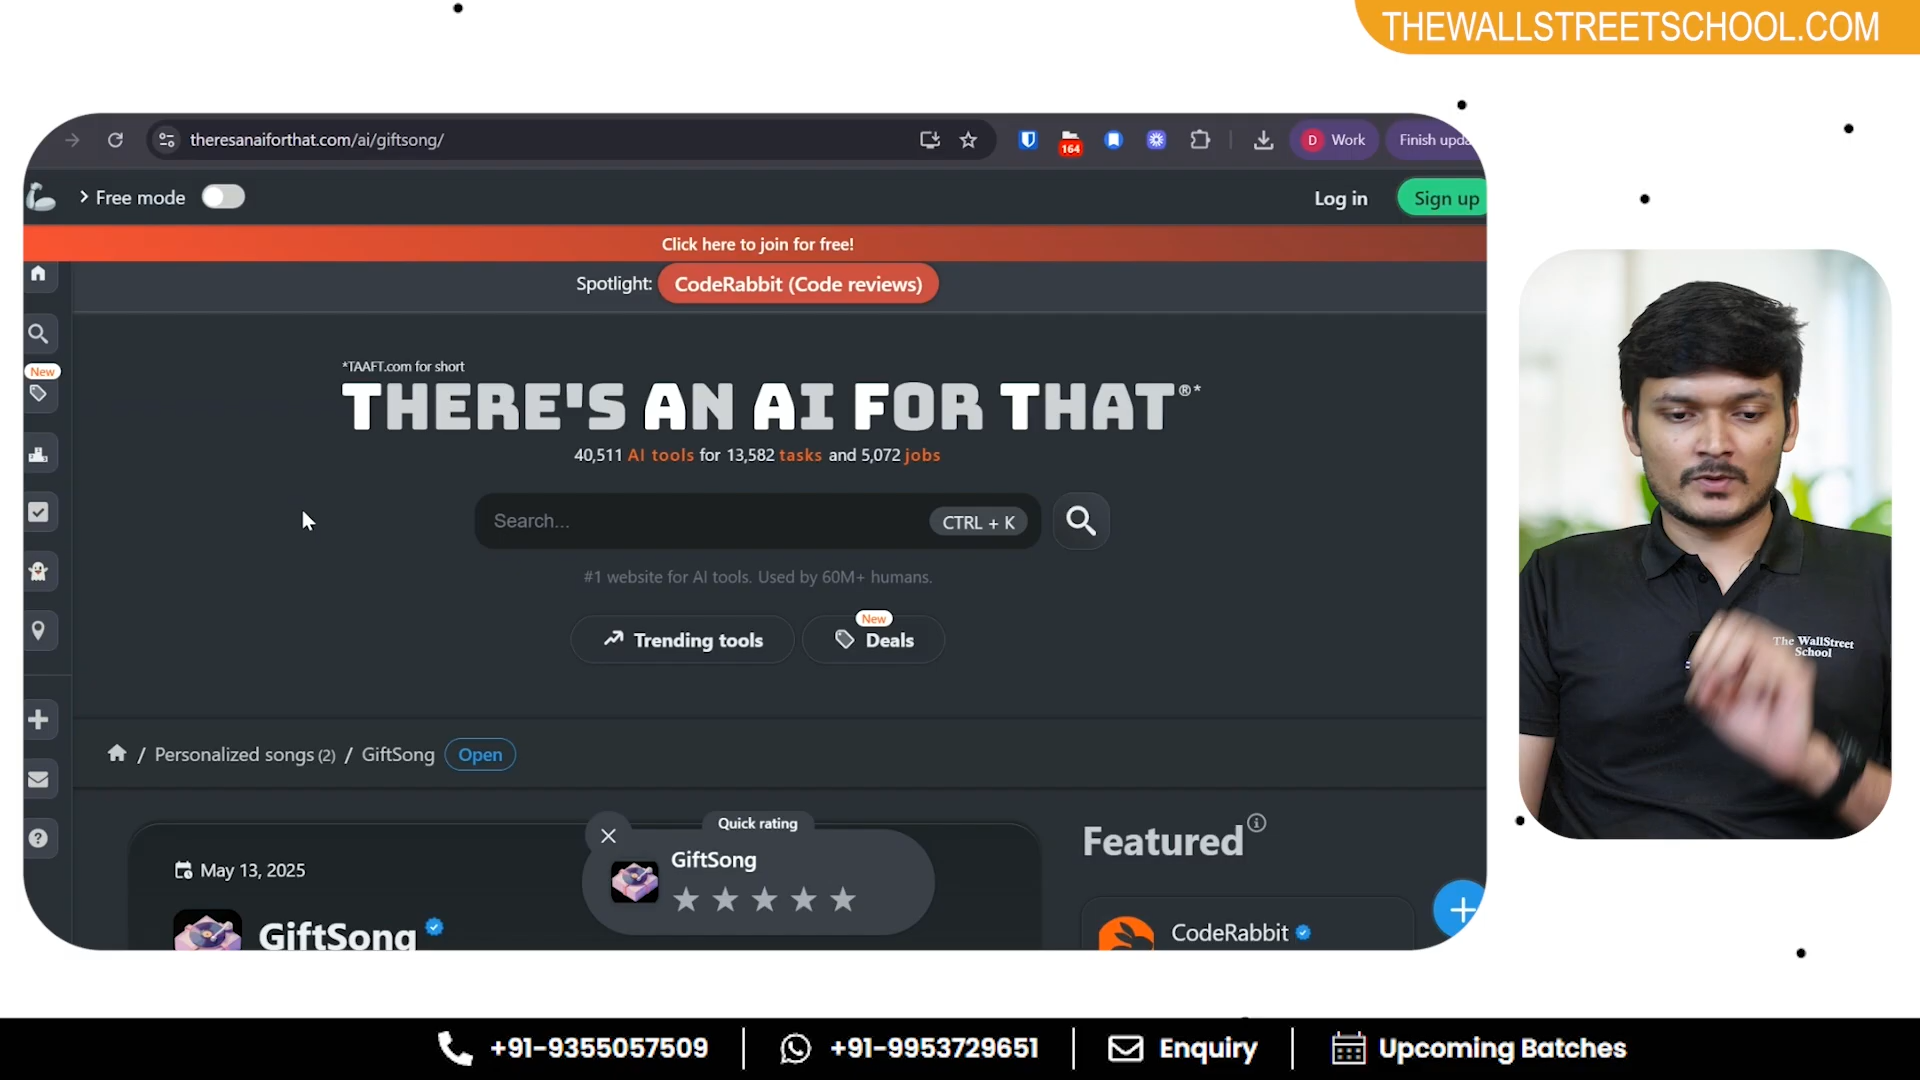 THEWALLSTREETSCHOOL.COM
theresanaiforthat.com/ai/giftsong/
164
D Work
Finish upda
Free mode
Log in
Sign up
Click here to join for free!
Spotlight: CodeRabbit (Code reviews)
New
*TAAFT.com for short
THERE'S AN AI FOR THAT®*
40,511 AI tools for 13,582 tasks and 5,072 jobs
Search...
CTRL + K
#1 website for AI tools. Used by 60M+ humans.
Trending tools
New
Deals
/ Personalized songs (2) / GiftSong Open
Quick rating
GiftSong
May 13, 2025
GiftSong
Featured
CodeRabbit
The WallStreet
School
+91-9355057509
+91-9953729651
Enquiry
Upcoming Batches